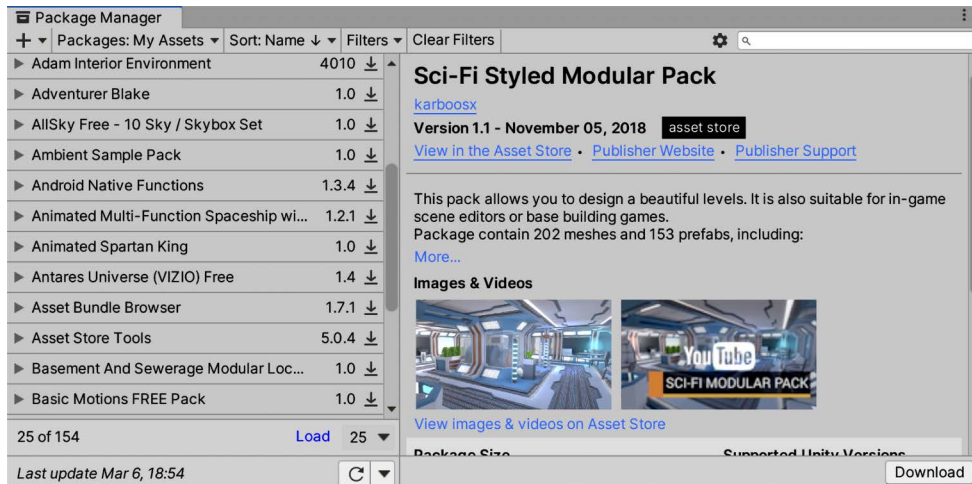 Package Manager
+ Packages: My Assets Sort: Name ↓ Filters Clear Filters
Adam Interior Environment 4010
Adventurer Blake 1.0
AllSky Free - 10 Sky / Skybox Set 1.0
Ambient Sample Pack 1.0
Android Native Functions 1.3.4
Animated Multi-Function Spaceship wi... 1.2.1
Animated Spartan King 1.0
Antares Universe (VIZIO) Free 1.4
Asset Bundle Browser 1.7.1
Asset Store Tools 5.0.4
Basement And Sewerage Modular Loc... 1.0
Basic Motions FREE Pack 1.0
25 of 154 Load 25
Last update Mar 6, 18:54
Sci-Fi Styled Modular Pack
karboosx
Version 1.1 - November 05, 2018 asset store
View in the Asset Store • Publisher Website • Publisher Support
This pack allows you to design a beautiful levels. It is also suitable for in-game
scene editors or base building games.
Package contain 202 meshes and 153 prefabs, including:
More...
Images & Videos
YouTube
SCI-FI MODULAR PACK
View images & videos on Asset Store
Package Size Supported Unity Versions
Download